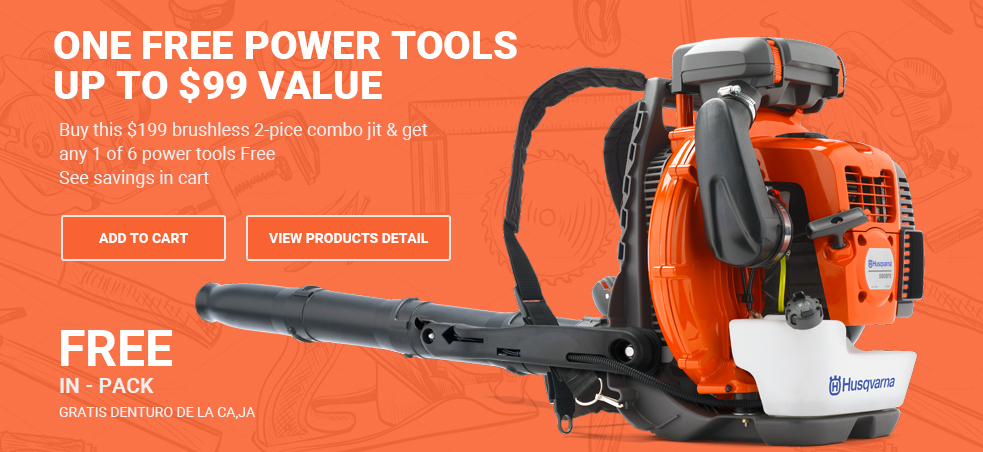 ONE FREE POWER TOOLS
UP TO $99 VALUE
Buy this $199 brushless 2-pice combo jit & get
any 1 of 6 power tools Free
See savings in cart
ADD TO CART
VIEW PRODUCTS DETAIL
FREE
IN - PACK
GRATIS DENTURO DE LA CA,JA
Husqvarna
Husqvarna